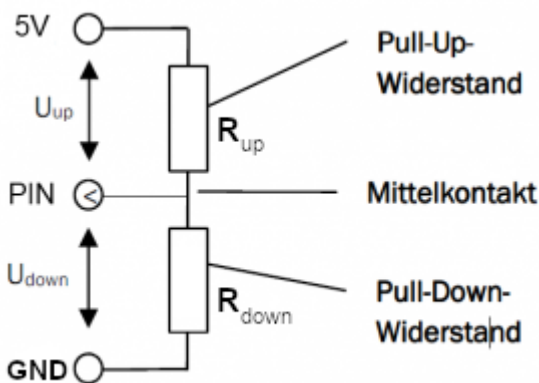 5V
Pull-Up-
Widerstand
Uup
Rup
PIN
<
Mittelkontakt
Udown
Rdown
Pull-Down-
Widerstand
GND